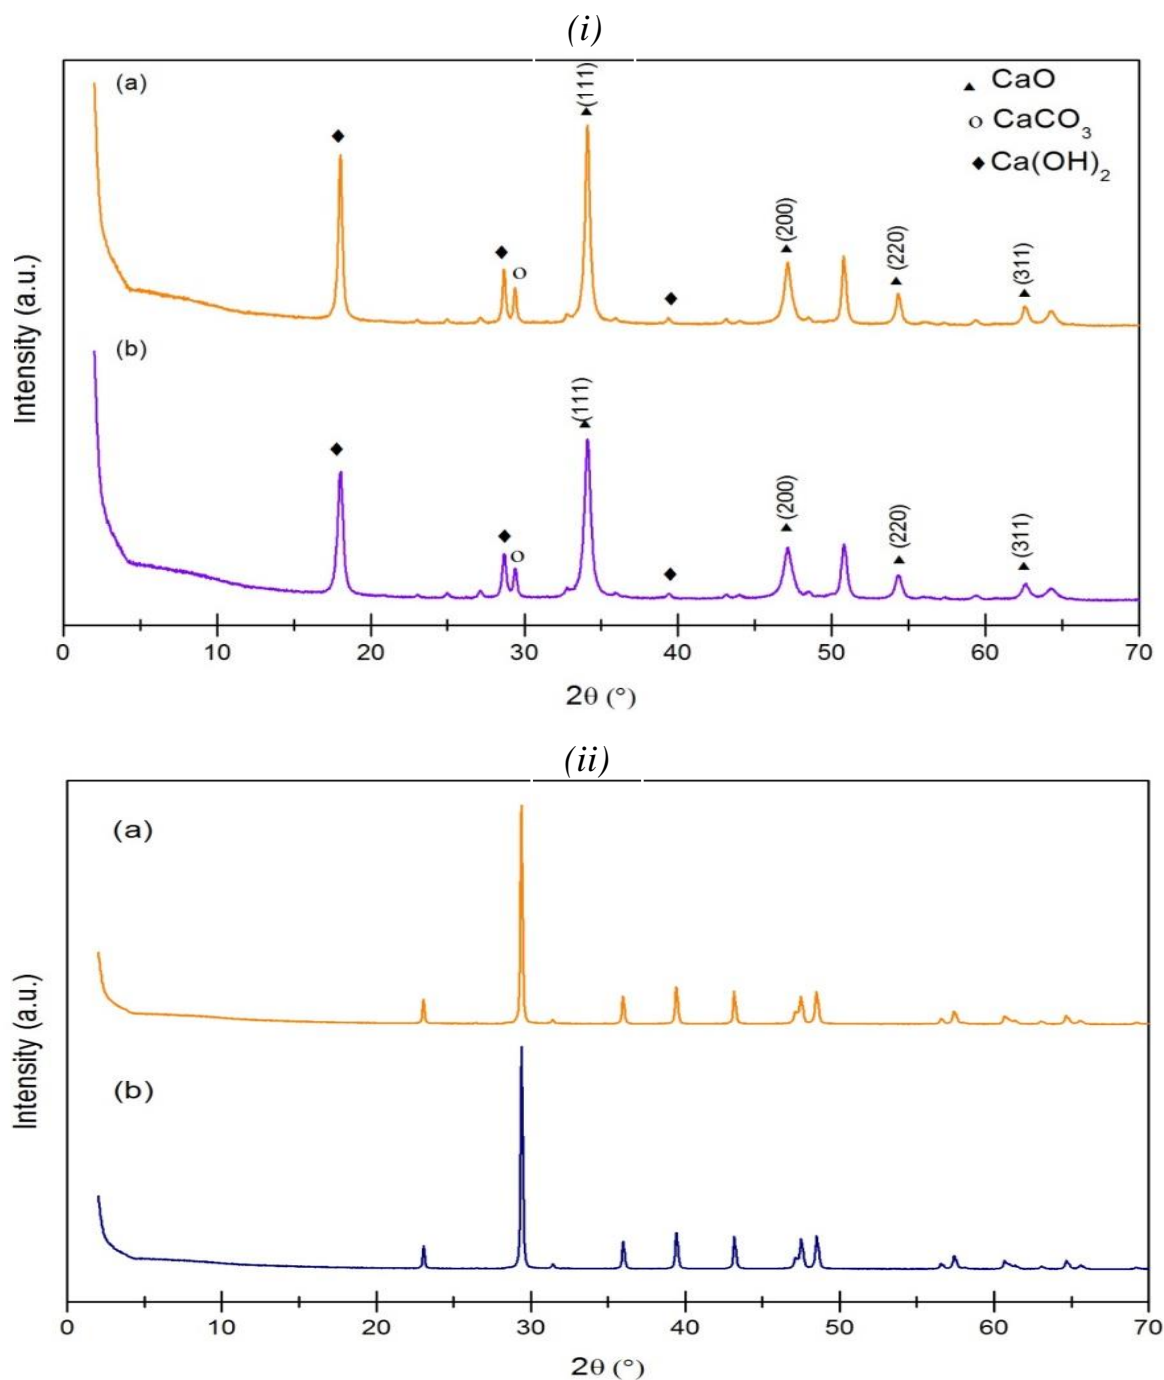 (i)
(a)
▲ CaO
○ CaCO₃
◆ Ca(OH)₂
(111)
(200)
(220)
(311)
(b)
(111)
(200)
(220)
(311)
Intensity (a.u.)
0 10 20 30 40 50 60 70
2θ (°)
(ii)
(a)
(b)
Intensity (a.u.)
0 10 20 30 40 50 60 70
2θ (°)